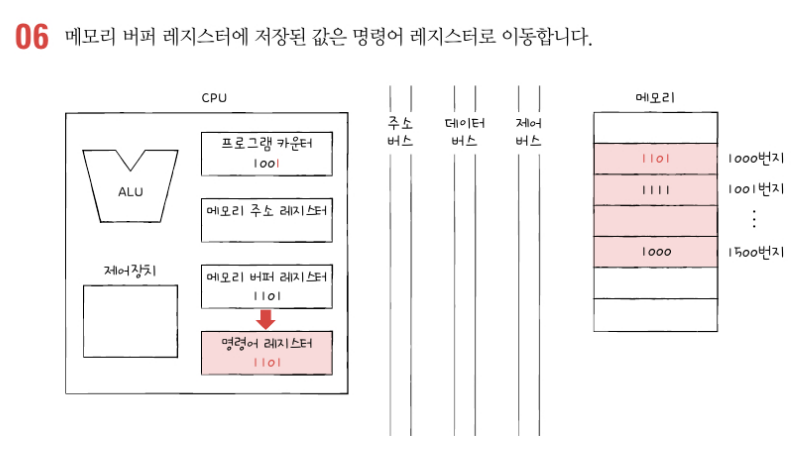 06 메모리 버퍼 레지스터에 저장된 값은 명령어 레지스터로 이동합니다.
CPU
ALU
제어장치
프로그램 카운터
1001
메모리 주소 레지스터
메모리 버퍼 레지스터
1101
명령어 레지스터
1101
주소
버스
데이터
버스
제어
버스
메모리
1101 1000번지
1111 1001번지
⋮
1000 1500번지